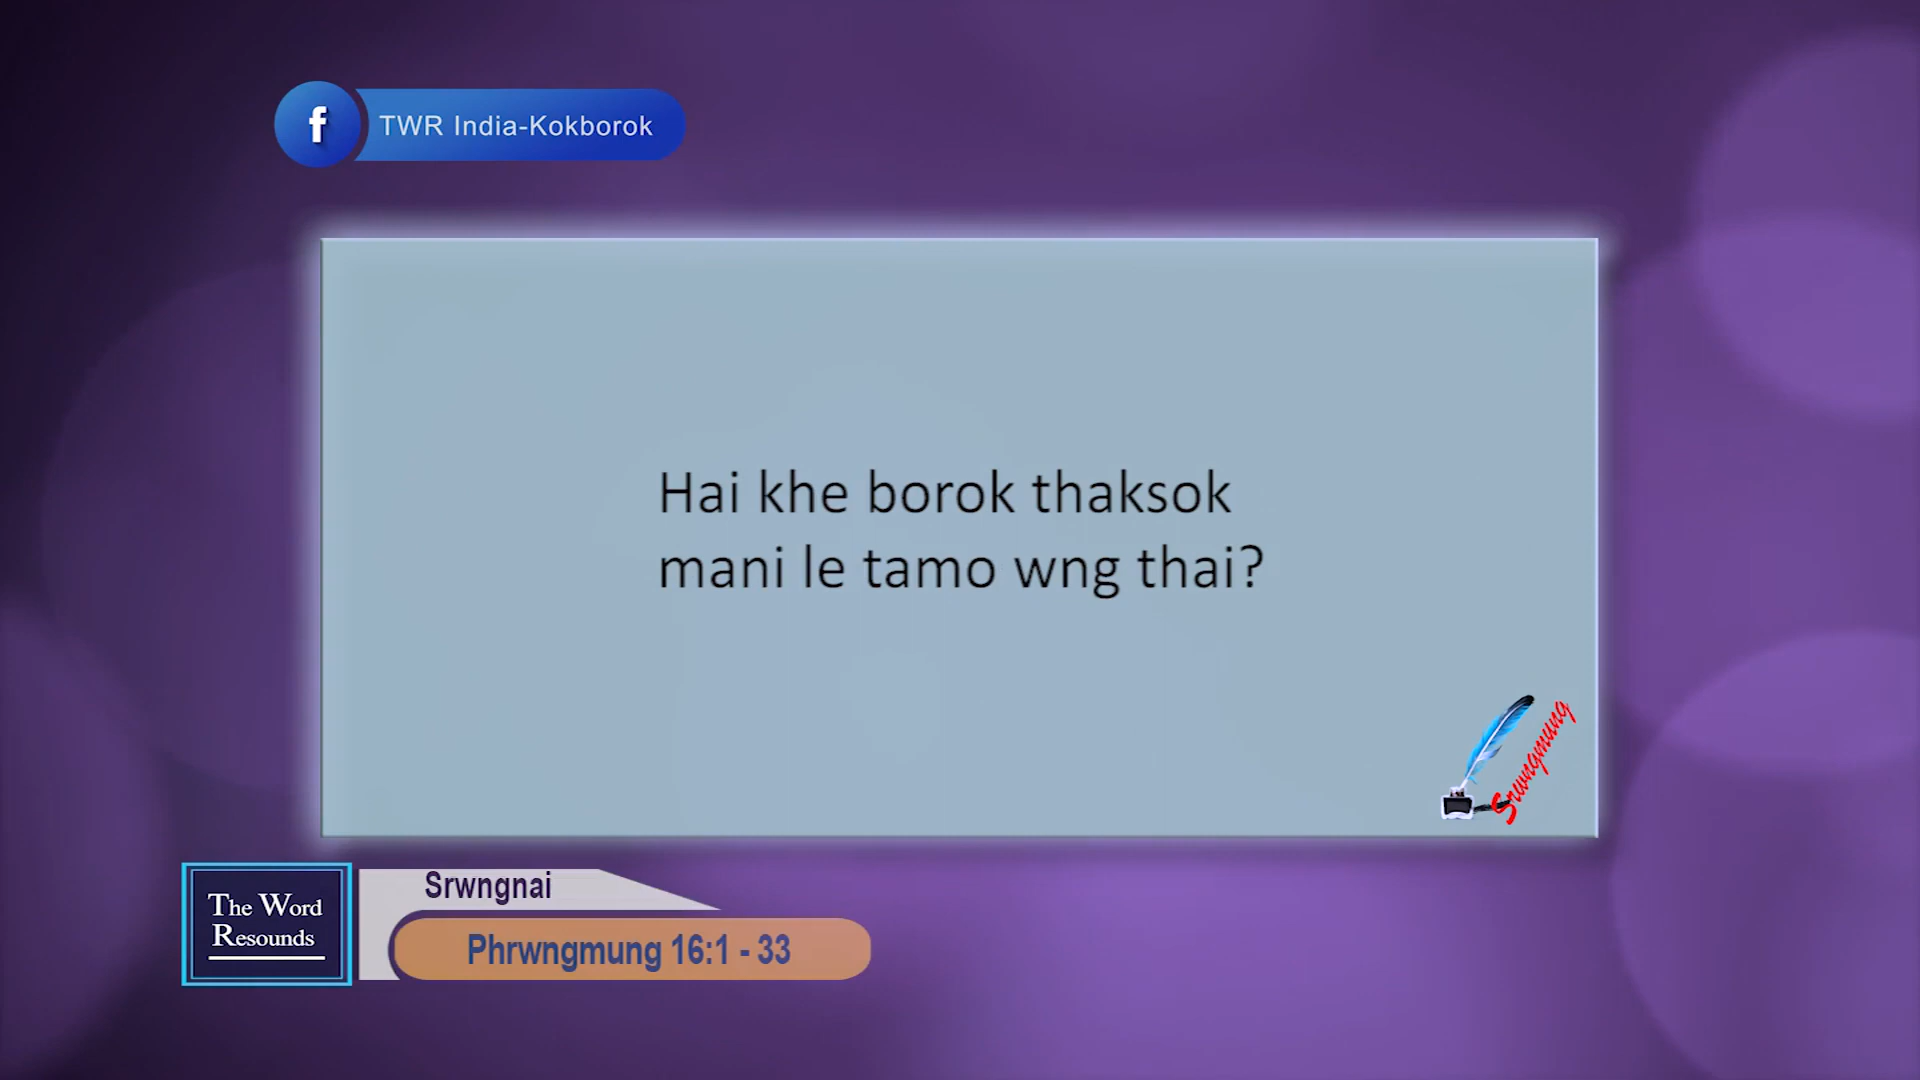 f
TWR India-Kokborok
Hai khe borok thaksok
mani le tamo wng thai?
Srwngmung
The Word
Resounds
Srwngnai
Phrwngmung 16:1 - 33